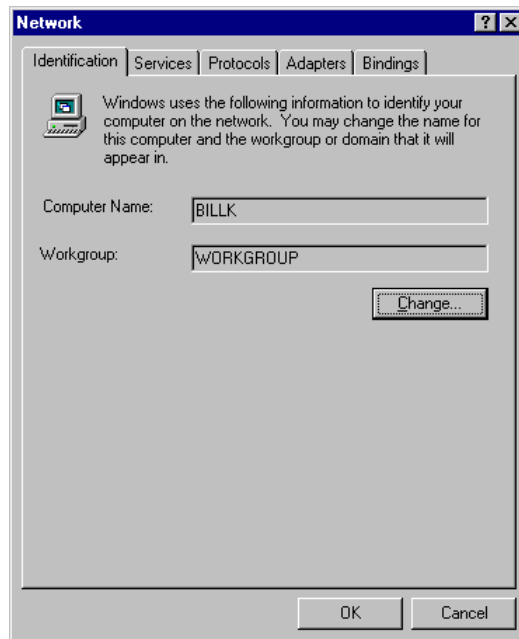 Network
Identification Services Protocols Adapters Bindings
Windows uses the following information to identify your
computer on the network. You may change the name for
this computer and the workgroup or domain that it will
appear in.
Computer Name: BILLK
Workgroup: WORKGROUP
Change...
OK Cancel